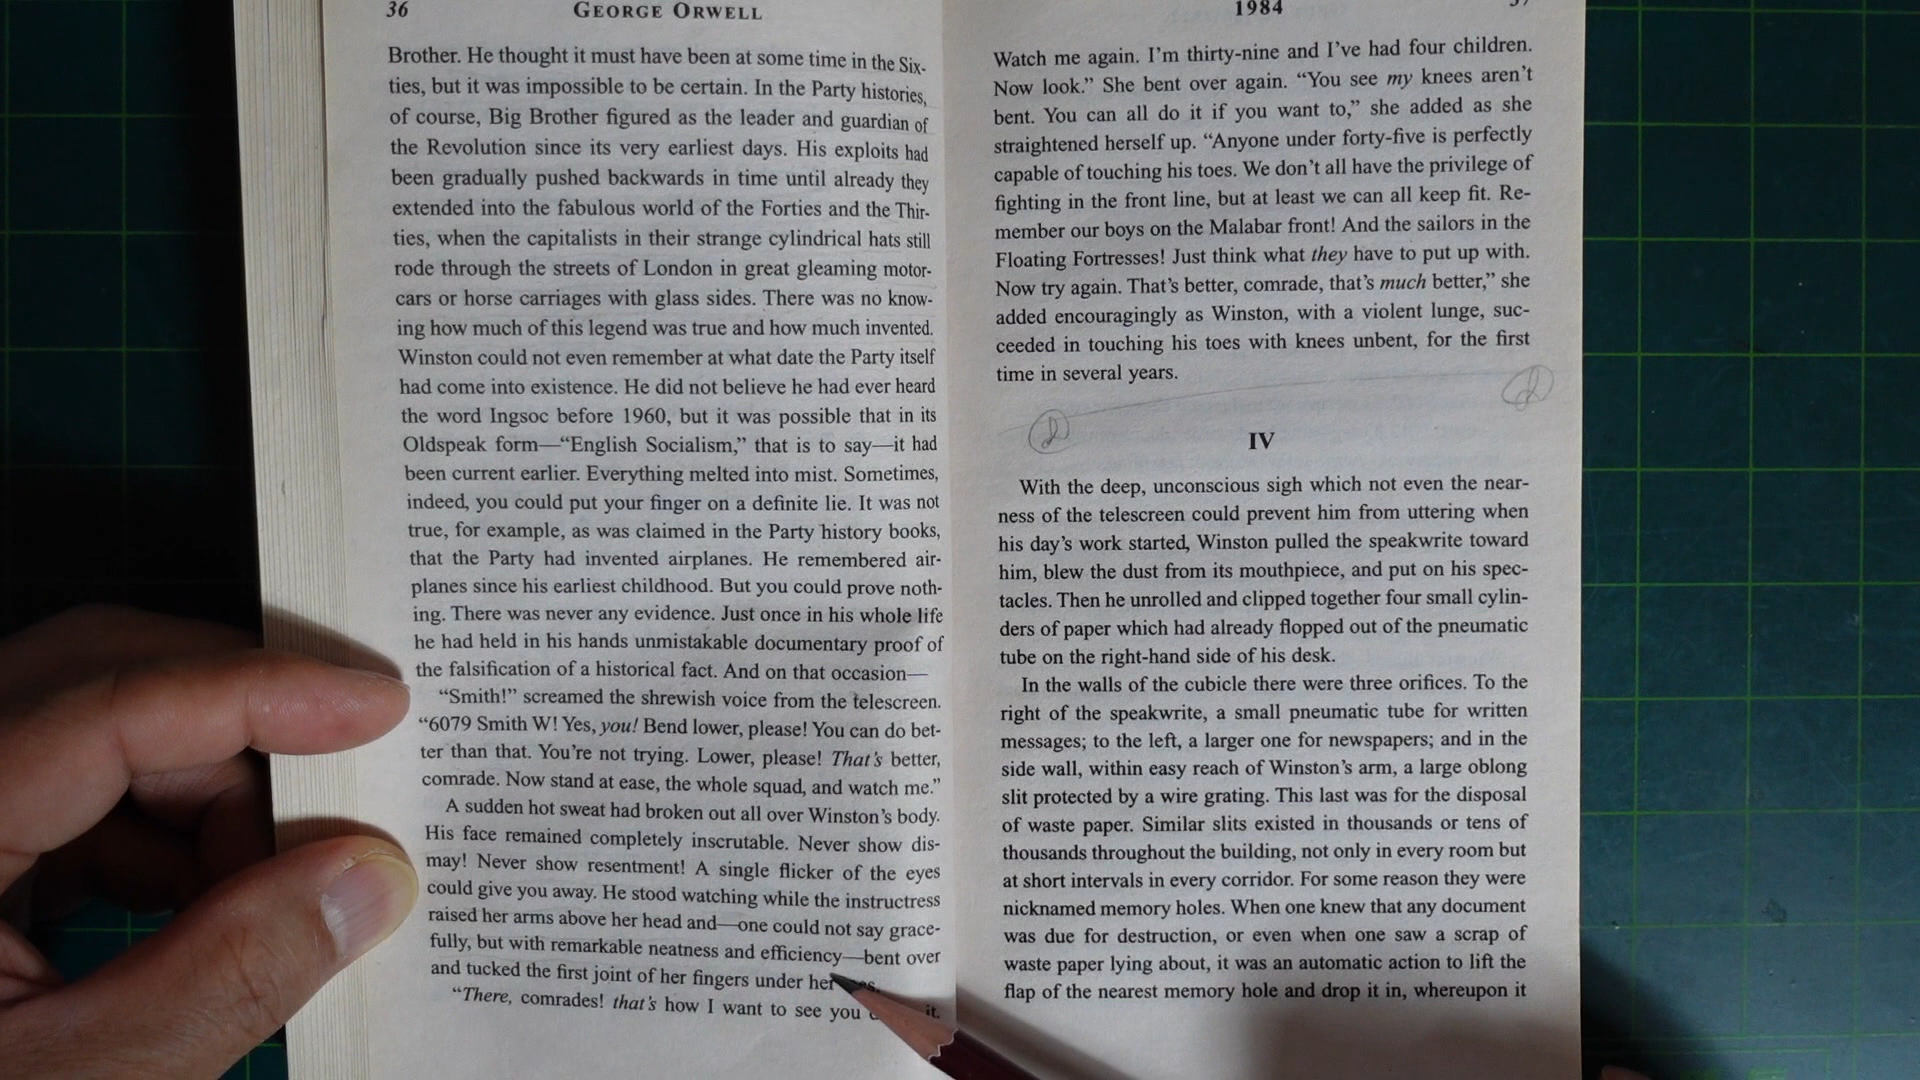 36
GEORGE ORWELL
Brother. He thought it must have been at some time in the Six-
ties, but it was impossible to be certain. In the Party histories,
of course, Big Brother figured as the leader and guardian of
the Revolution since its very earliest days. His exploits had
been gradually pushed backwards in time until already they
extended into the fabulous world of the Forties and the Thir-
ties, when the capitalists in their strange cylindrical hats still
rode through the streets of London in great gleaming motor-
cars or horse carriages with glass sides. There was no know-
ing how much of this legend was true and how much invented.
Winston could not even remember at what date the Party itself
had come into existence. He did not believe he had ever heard
the word Ingsoc before 1960, but it was possible that in its
Oldspeak form—“English Socialism,” that is to say—it had
been current earlier. Everything melted into mist. Sometimes,
indeed, you could put your finger on a definite lie. It was not
true, for example, as was claimed in the Party history books,
that the Party had invented airplanes. He remembered air-
planes since his earliest childhood. But you could prove noth-
ing. There was never any evidence. Just once in his whole life
he had held in his hands unmistakable documentary proof of
the falsification of a historical fact. And on that occasion—
“Smith!” screamed the shrewish voice from the telescreen.
“6079 Smith W! Yes, you! Bend lower, please! You can do bet-
ter than that. You’re not trying. Lower, please! That’s better,
comrade. Now stand at ease, the whole squad, and watch me.”
A sudden hot sweat had broken out all over Winston’s body.
His face remained completely inscrutable. Never show dis-
may! Never show resentment! A single flicker of the eyes
could give you away. He stood watching while the instructress
raised her arms above her head and—one could not say grace-
fully, but with remarkable neatness and efficiency—bent over
and tucked the first joint of her fingers under her
“There, comrades! that’s how I want to see you it.
1984
Watch me again. I’m thirty-nine and I’ve had four children.
Now look.” She bent over again. “You see my knees aren’t
bent. You can all do it if you want to,” she added as she
straightened herself up. “Anyone under forty-five is perfectly
capable of touching his toes. We don’t all have the privilege of
fighting in the front line, but at least we can all keep fit. Re-
member our boys on the Malabar front! And the sailors in the
Floating Fortresses! Just think what they have to put up with.
Now try again. That’s better, comrade, that’s much better,” she
added encouragingly as Winston, with a violent lunge, suc-
ceeded in touching his toes with knees unbent, for the first
time in several years.
IV
With the deep, unconscious sigh which not even the near-
ness of the telescreen could prevent him from uttering when
his day’s work started, Winston pulled the speakwrite toward
him, blew the dust from its mouthpiece, and put on his spec-
tacles. Then he unrolled and clipped together four small cylin-
ders of paper which had already flopped out of the pneumatic
tube on the right-hand side of his desk.
In the walls of the cubicle there were three orifices. To the
right of the speakwrite, a small pneumatic tube for written
messages; to the left, a larger one for newspapers; and in the
side wall, within easy reach of Winston’s arm, a large oblong
slit protected by a wire grating. This last was for the disposal
of waste paper. Similar slits existed in thousands or tens of
thousands throughout the building, not only in every room but
at short intervals in every corridor. For some reason they were
nicknamed memory holes. When one knew that any document
was due for destruction, or even when one saw a scrap of
waste paper lying about, it was an automatic action to lift the
flap of the nearest memory hole and drop it in, whereupon it